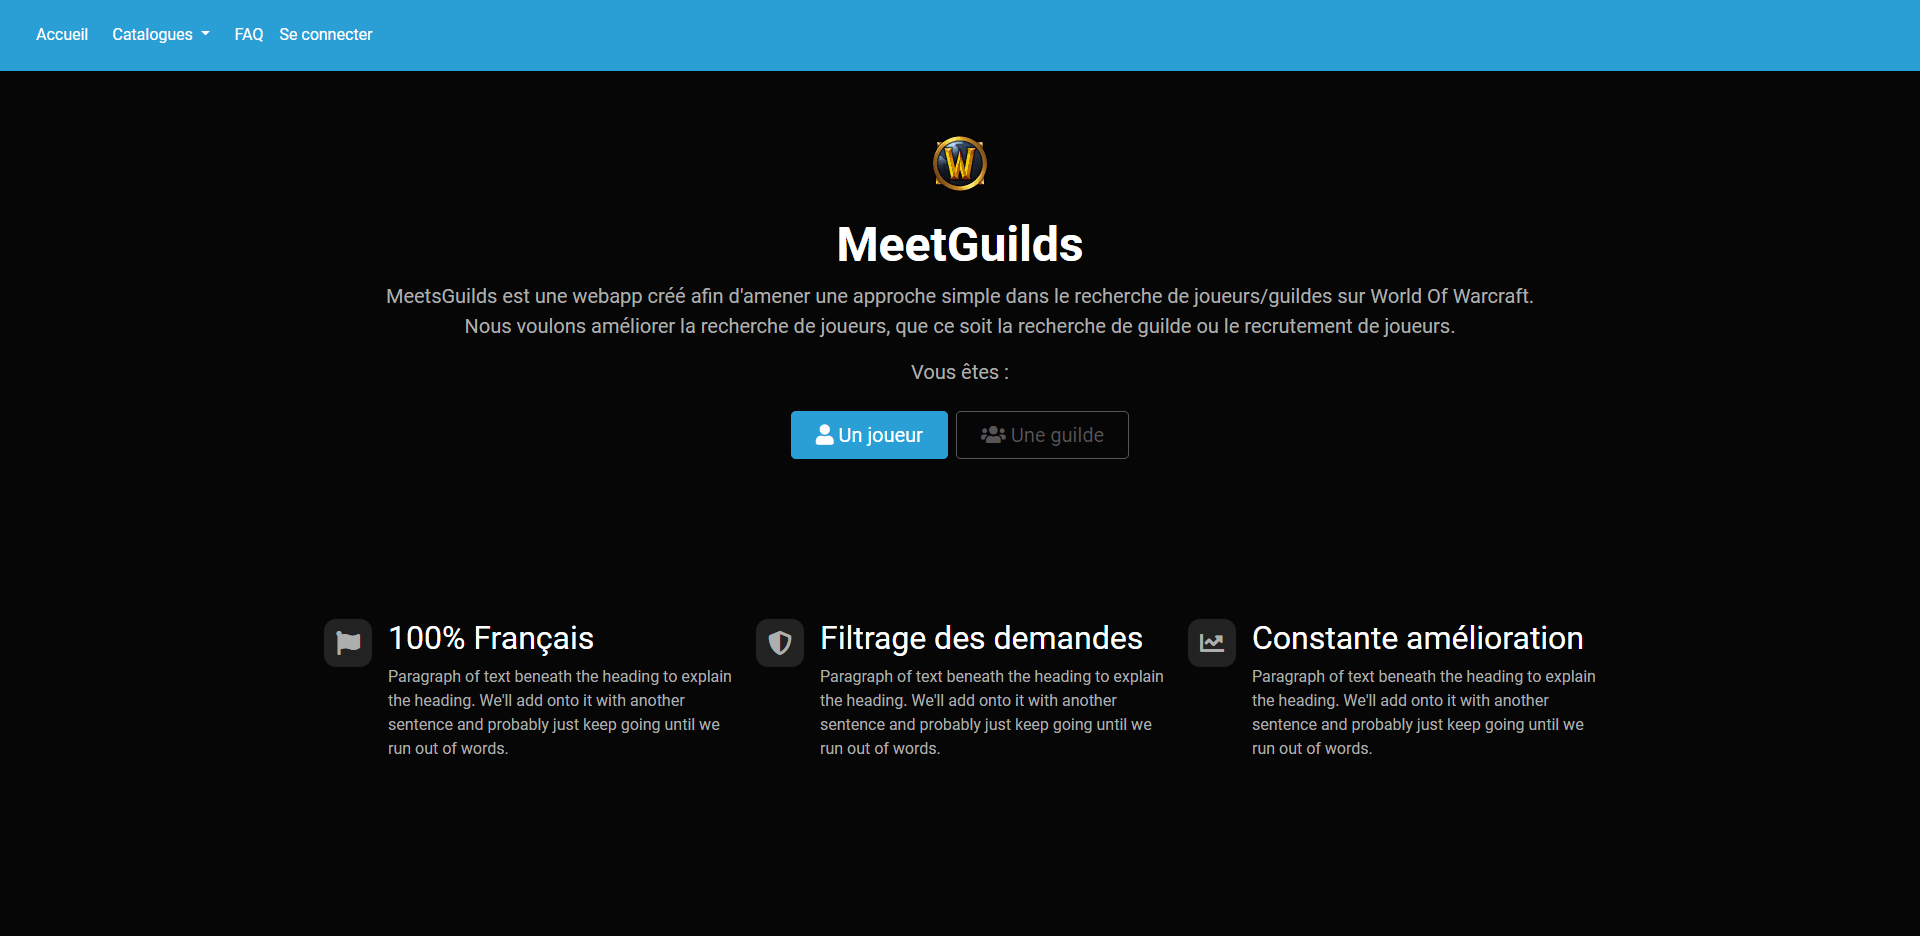 Accueil Catalogues FAQ Se connecter
W
MeetGuilds
MeetsGuilds est une webapp créé afin d'amener une approche simple dans le recherche de joueurs/guildes sur World Of Warcraft.
Nous voulons améliorer la recherche de joueurs, que ce soit la recherche de guilde ou le recrutement de joueurs.
Vous êtes :
Un joueur Une guilde
100% Français
Paragraph of text beneath the heading to explain
the heading. We'll add onto it with another
sentence and probably just keep going until we
run out of words.
Filtrage des demandes
Paragraph of text beneath the heading to explain
the heading. We'll add onto it with another
sentence and probably just keep going until we
run out of words.
Constante amélioration
Paragraph of text beneath the heading to explain
the heading. We'll add onto it with another
sentence and probably just keep going until we
run out of words.